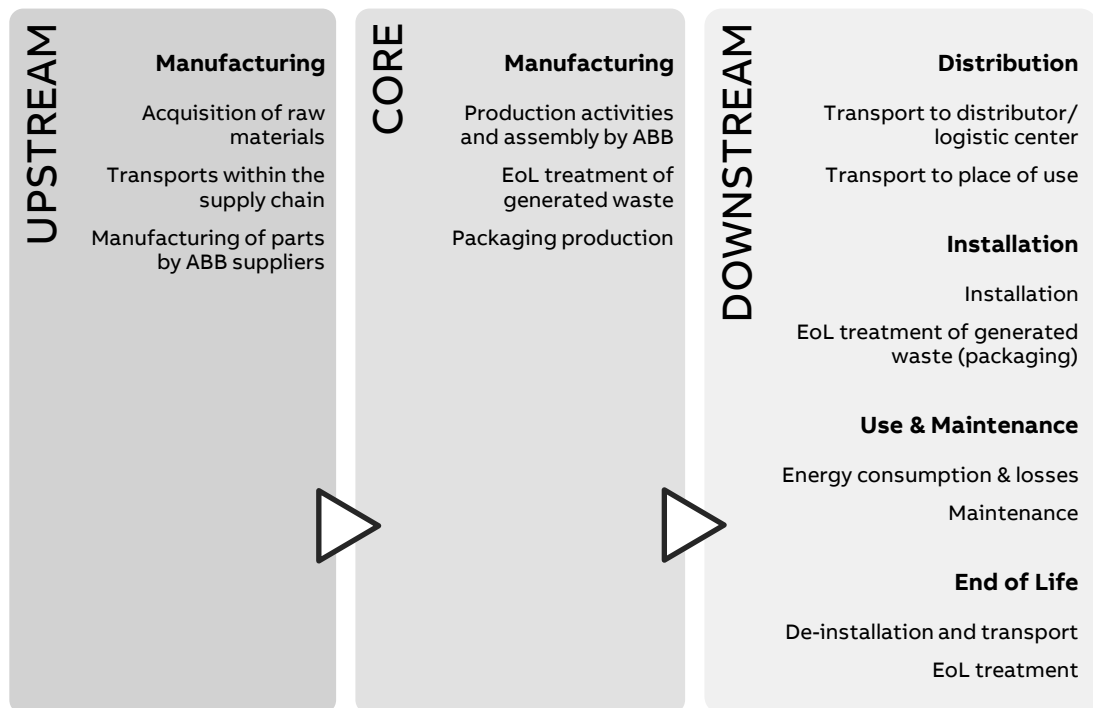 UPSTREAM
Manufacturing
Acquisition of raw
materials
Transports within the
supply chain
Manufacturing of parts
by ABB suppliers
CORE
Manufacturing
Production activities
and assembly by ABB
EoL treatment of
generated waste
Packaging production
DOWNSTREAM
Distribution
Transport to distributor/
logistic center
Transport to place of use
Installation
Installation
EoL treatment of generated
waste (packaging)
Use & Maintenance
Energy consumption & losses
Maintenance
End of Life
De-installation and transport
EoL treatment